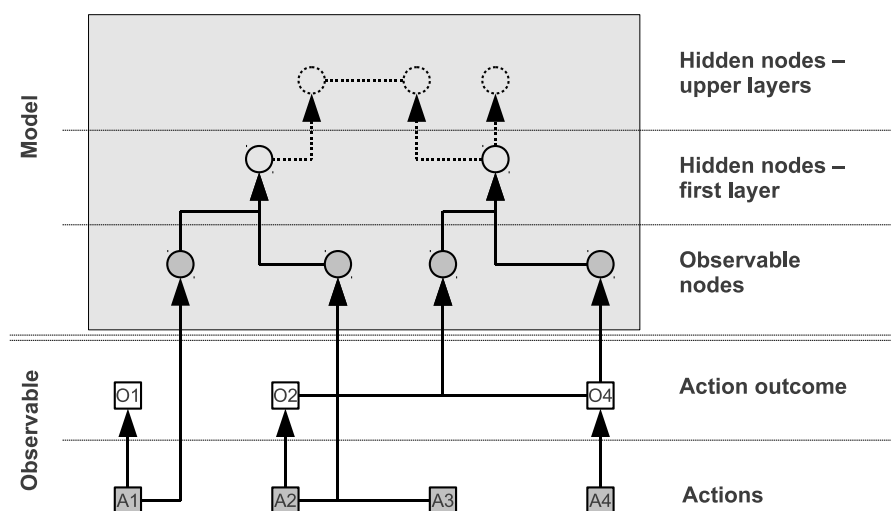 Hidden nodes –
upper layers
Model
Hidden nodes –
first layer
Observable
nodes
Observable
O1
O2
O4
Action outcome
A1
A2
A3
A4
Actions